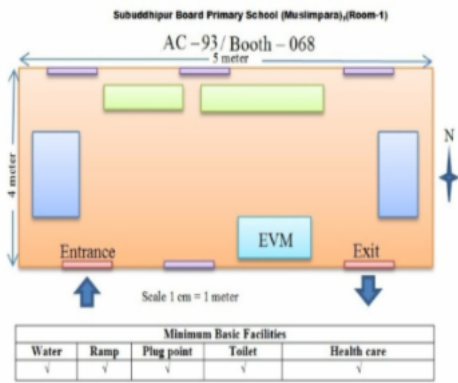 Subuddhipur Board Primary School (Muslimpara),(Room-1)
AC -93/ Booth - 068
5 meter
4 meter
N
EVM
Entrance
Exit
Scale 1 cm = 1 meter
Minimum Basic Facilities
Water Ramp Plug point Toilet Health care
√ √ √ √ √